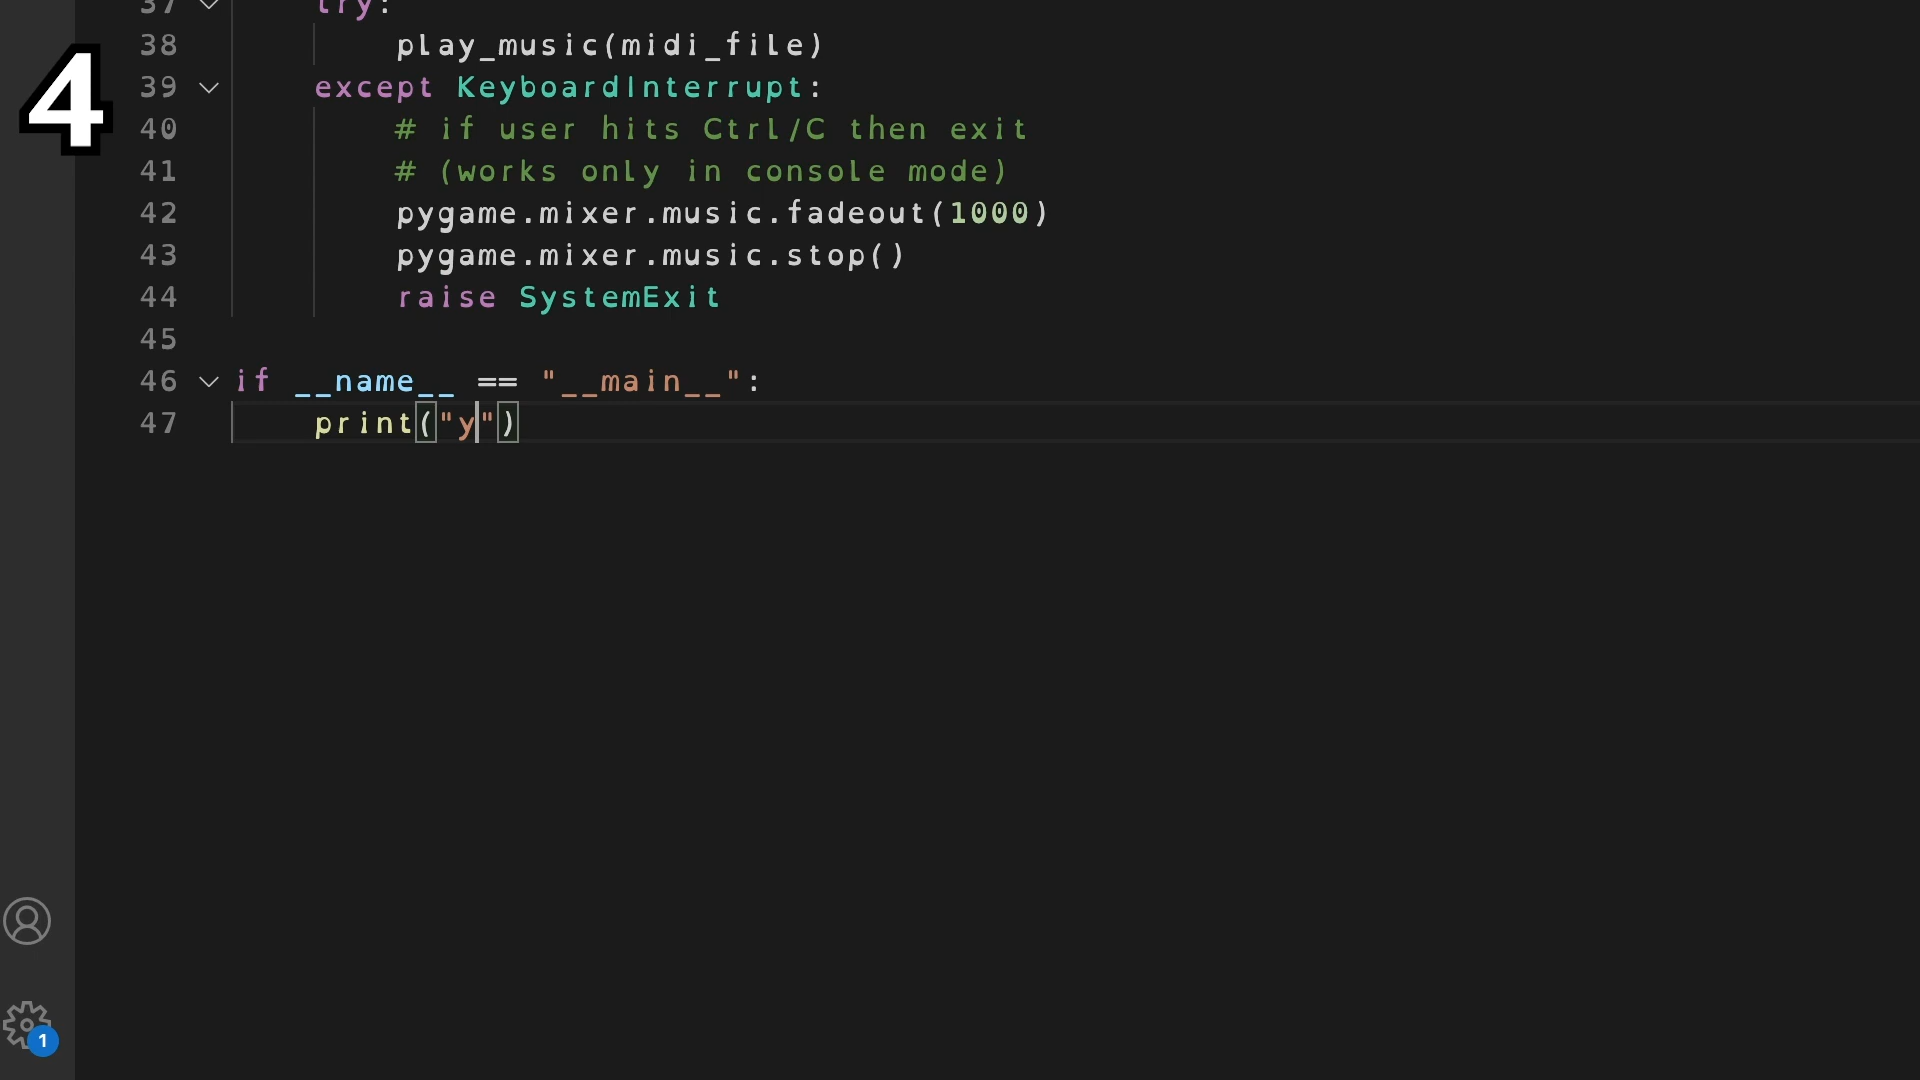 4
37 try:
38 play_music(midi_file)
39 except KeyboardInterrupt:
40 # if user hits Ctrl/C then exit
41 # (works only in console mode)
42 pygame.mixer.music.fadeout(1000)
43 pygame.mixer.music.stop()
44 raise SystemExit
45
46 if __name__ == "__main__":
47 print("y")
1